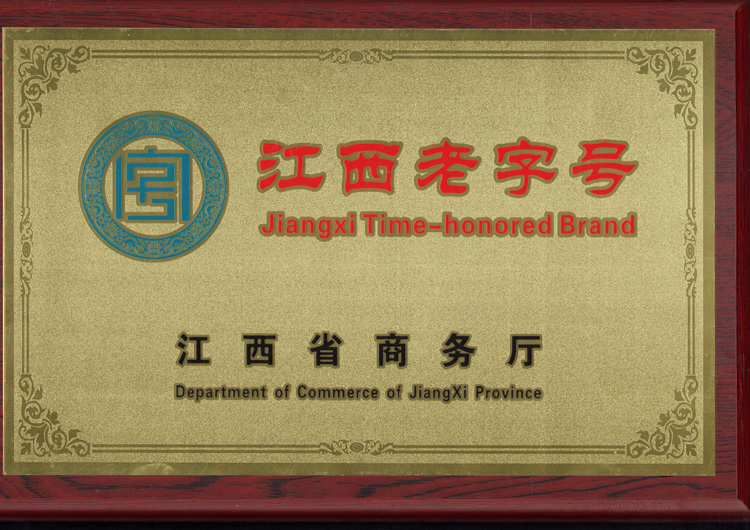 江西老字号
Jiangxi Time-honored Brand
江西省商务厅
Department of Commerce of JiangXi Province